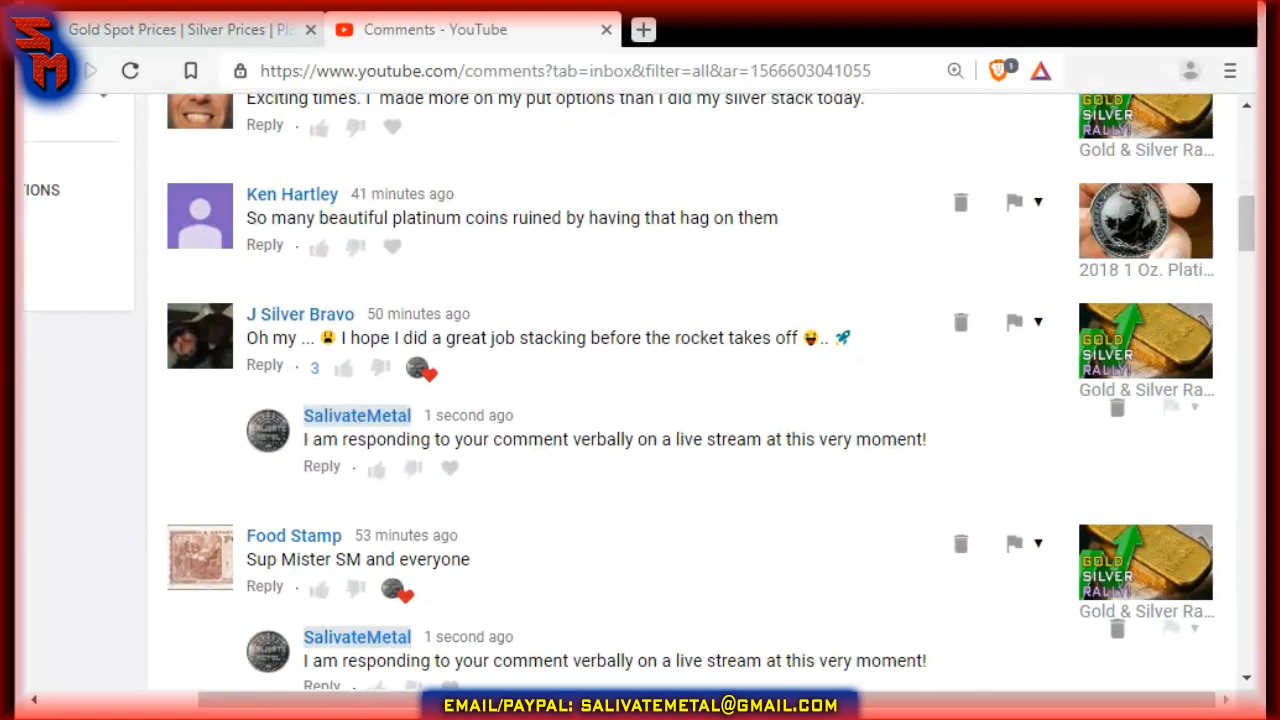 SM
Gold Spot Prices | Silver Prices | Pl
Comments - YouTube
https://www.youtube.com/comments?tab=inbox&filter=all&ar=1566603041055
1
Exciting times. I made more on my put options than I did my silver stack today.
Reply
GOLD
SILVER
RALLY!
Gold & Silver Ra...
IONS
Ken Hartley 41 minutes ago
So many beautiful platinum coins ruined by having that hag on them
Reply
2018 1 Oz. Plati...
J Silver Bravo 50 minutes ago
Oh my ... 😫 I hope I did a great job stacking before the rocket takes off 😜.. 🚀
Reply · 3
GOLD
SILVER
RALLY!
Gold & Silver Ra...
SalivateMetal 1 second ago
I am responding to your comment verbally on a live stream at this very moment!
Reply
Food Stamp 53 minutes ago
Sup Mister SM and everyone
Reply
GOLD
SILVER
RALLY!
Gold & Silver Ra...
SalivateMetal 1 second ago
I am responding to your comment verbally on a live stream at this very moment!
Reply
EMAIL/PAYPAL: SALIVATEMETAL@GMAIL.COM